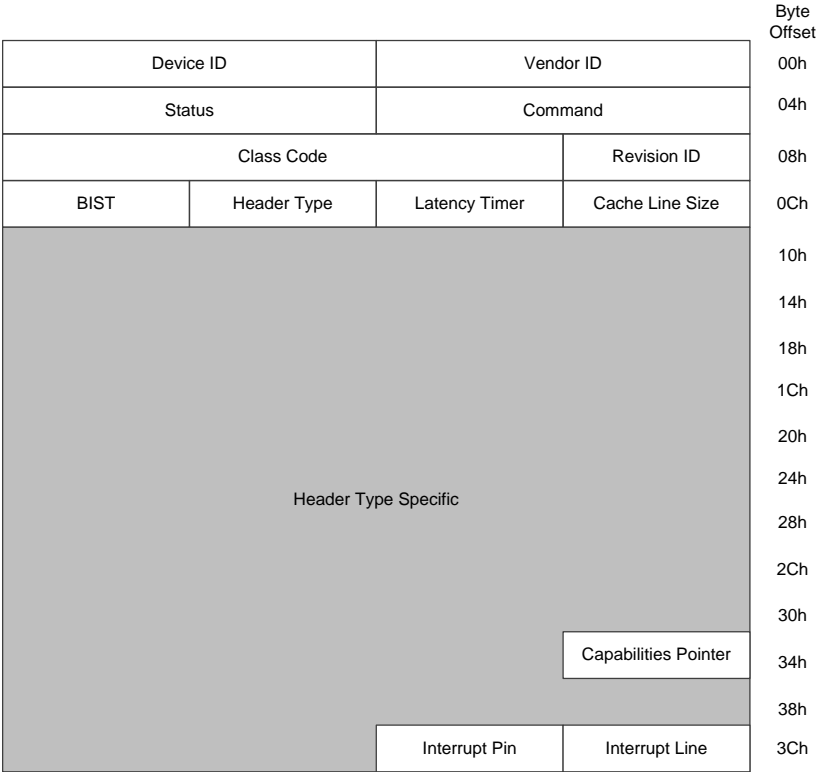 Byte
Offset
Device ID Vendor ID 00h
Status Command 04h
Class Code Revision ID 08h
BIST Header Type Latency Timer Cache Line Size 0Ch
10h
14h
18h
1Ch
20h
24h
Header Type Specific
28h
2Ch
30h
Capabilities Pointer 34h
38h
Interrupt Pin Interrupt Line 3Ch